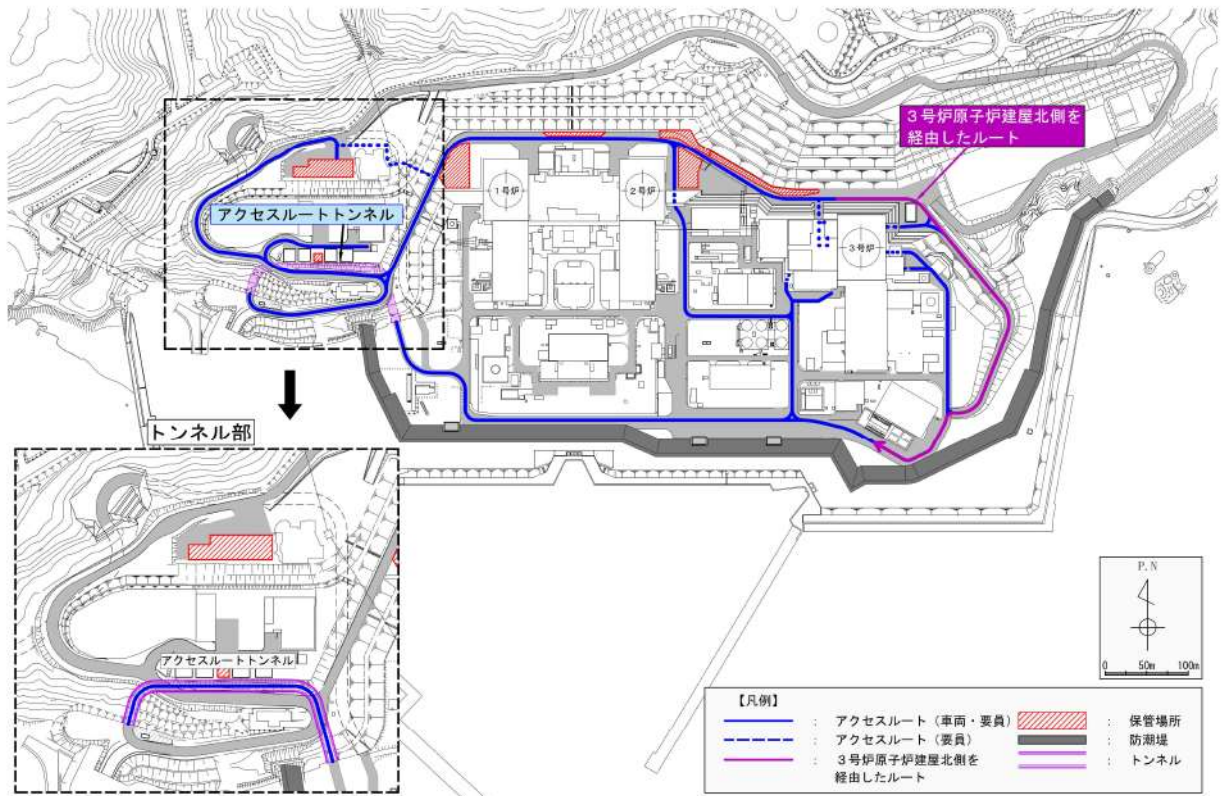 3号炉原子炉建屋北側を
経由したルート
アクセスルートトンネル
1号炉
2号炉
3号炉
トンネル部
アクセスルートトンネル
P.N
0 50m 100m
【凡例】
： アクセスルート（車両・要員）
： アクセスルート（要員）
： 3号炉原子炉建屋北側を
経由したルート
： 保管場所
： 防潮堤
： トンネル